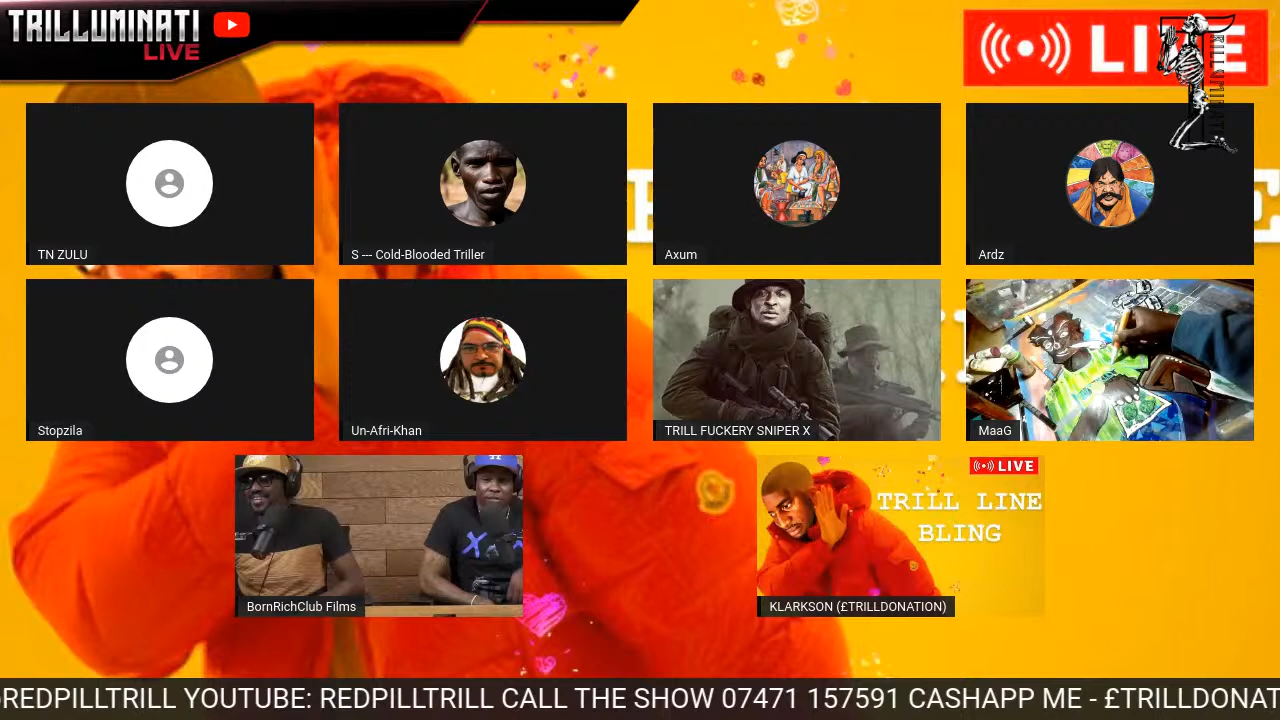 TRILLUMINATI
LIVE
LIVE
TRILLUMINATI
TN ZULU
S --- Cold-Blooded Triller
Axum
Ardz
Stopzila
Un-Afri-Khan
TRILL FUCKERY SNIPER X
MaaG
BornRichClub Films
LIVE
TRILL LINE
BLING
KLARKSON (£TRILLDONATION)
REDPILLTRILL YOUTUBE: REDPILLTRILL CALL THE SHOW 07471 157591 CASHAPP ME - £TRILLDONAT